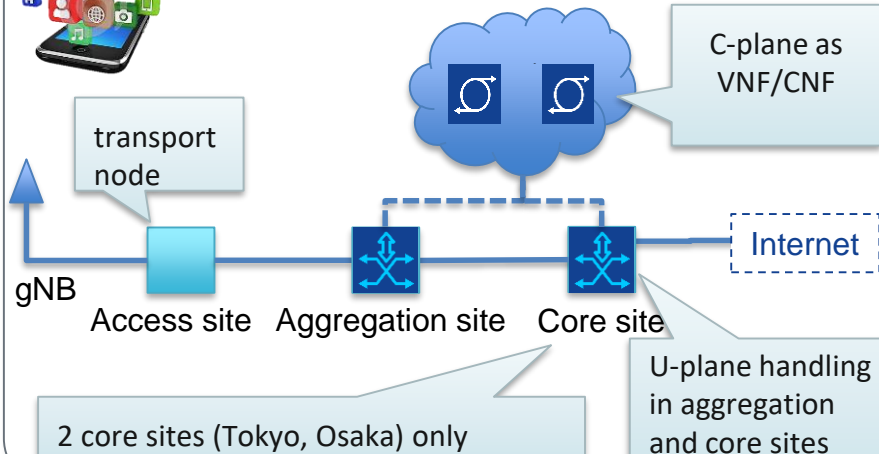 C-plane as
VNF/CNF
transport
node
Internet
gNB
Access site
Aggregation site
Core site
U-plane handling
in aggregation
and core sites
2 core sites (Tokyo, Osaka) only